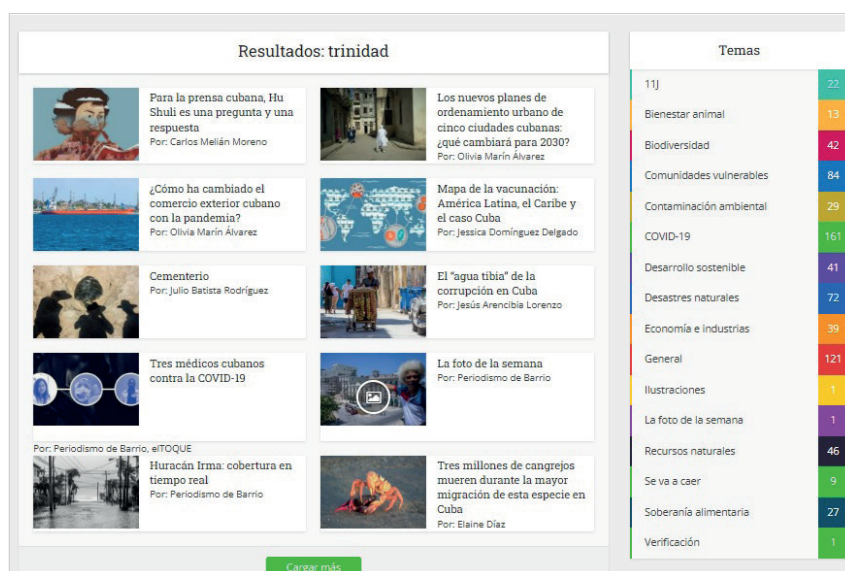 Resultados: trinidad
Para la prensa cubana, Hu
Shuli es una pregunta y una
respuesta
Por: Carlos Melián Moreno
Los nuevos planes de
ordenamiento urbano de
cinco ciudades cubanas:
¿qué cambiará para 2030?
Por: Olivia Marín Álvarez
¿Cómo ha cambiado el
comercio exterior cubano
con la pandemia?
Por: Olivia Marín Álvarez
Mapa de la vacunación:
América Latina, el Caribe y
el caso Cuba
Por: Jessica Domínguez Delgado
Cementerio
Por: Julio Batista Rodríguez
El "agua tibia" de la
corrupción en Cuba
Por: Jesús Arencibia Lorenzo
Tres médicos cubanos
contra la COVID-19
Por: Periodismo de Barrio, elTOQUE
La foto de la semana
Por: Periodismo de Barrio
Huracán Irma: cobertura en
tiempo real
Por: Periodismo de Barrio
Tres millones de cangrejos
mueren durante la mayor
migración de esta especie en
Cuba
Por: Elaine Díaz
Cargar más
Temas
11J 22
Bienestar animal 13
Biodiversidad 42
Comunidades vulnerables 84
Contaminación ambiental 29
COVID-19 161
Desarrollo sostenible 41
Desastres naturales 72
Economía e industrias 39
General 121
Ilustraciones 1
La foto de la semana 1
Recursos naturales 46
Se va a caer 9
Soberanía alimentaria 27
Verificación 1